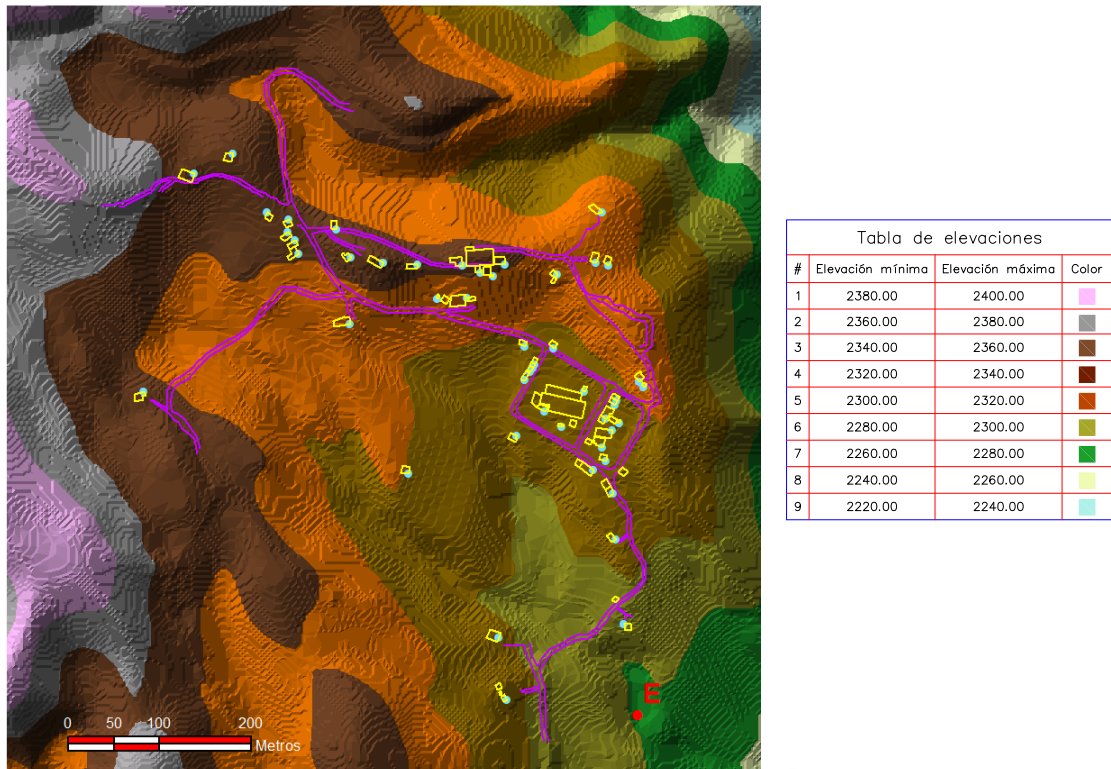 Tabla de elevaciones
# Elevación mínima Elevación máxima Color
1 2380.00 2400.00
2 2360.00 2380.00
3 2340.00 2360.00
4 2320.00 2340.00
5 2300.00 2320.00
6 2280.00 2300.00
7 2260.00 2280.00
8 2240.00 2260.00
9 2220.00 2240.00
E
0 50 100 200
Metros